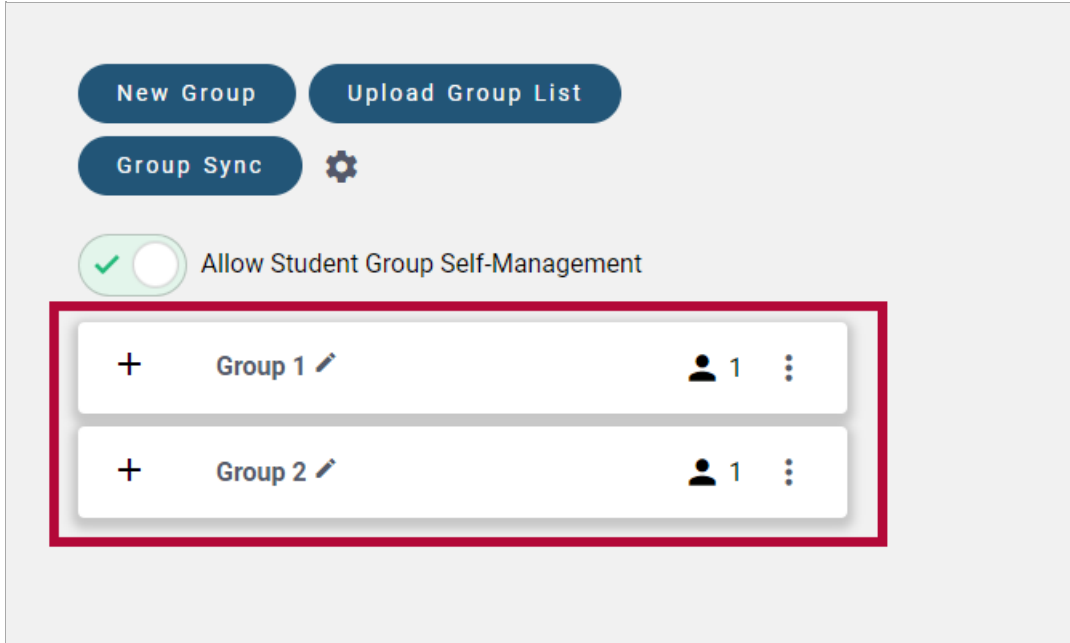 New Group Upload Group List
Group Sync
Allow Student Group Self-Management
Group 1 1
Group 2 1